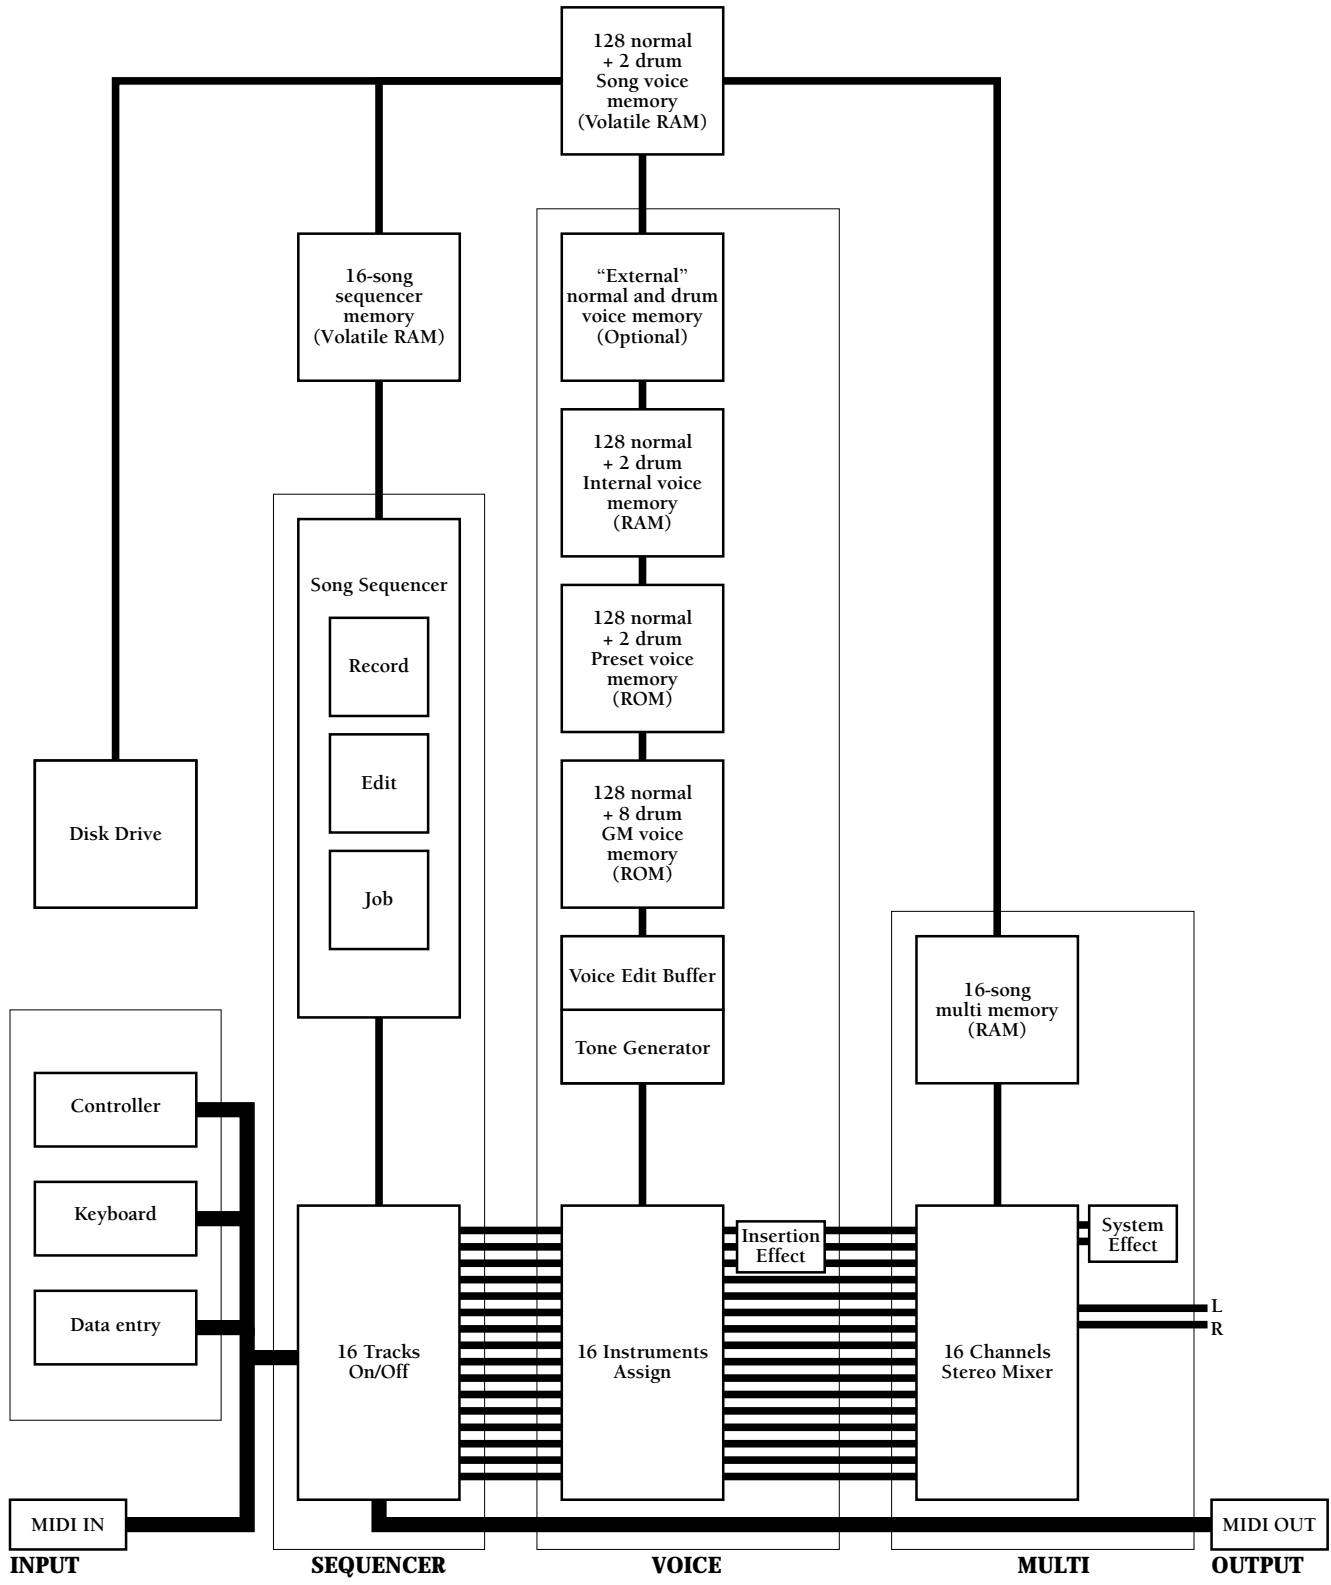 128 normal
+ 2 drum
Song voice
memory
(Volatile RAM)
16-song
sequencer
memory
(Volatile RAM)
“External”
normal and drum
voice memory
(Optional)
128 normal
+ 2 drum
Internal voice
memory
(RAM)
Song Sequencer
Record
Edit
Job
128 normal
+ 2 drum
Preset voice
memory
(ROM)
Disk Drive
128 normal
+ 8 drum
GM voice
memory
(ROM)
Voice Edit Buffer
Tone Generator
16-song
multi memory
(RAM)
Controller
Keyboard
Data entry
16 Tracks
On/Off
16 Instruments
Assign
Insertion
Effect
16 Channels
Stereo Mixer
System
Effect
L
R
MIDI IN
MIDI OUT
INPUT
SEQUENCER
VOICE
MULTI
OUTPUT